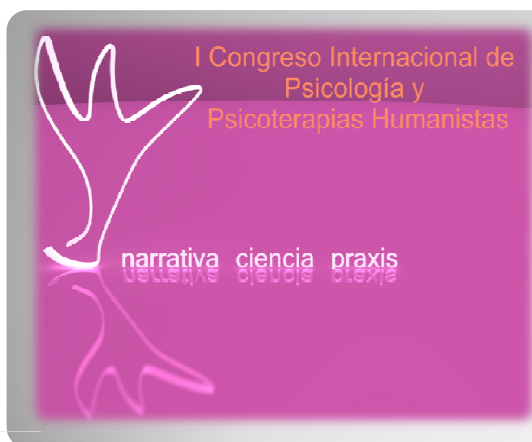 I Congreso Internacional de
Psicología y
Psicoterapias Humanistas
narrativa ciencia praxis